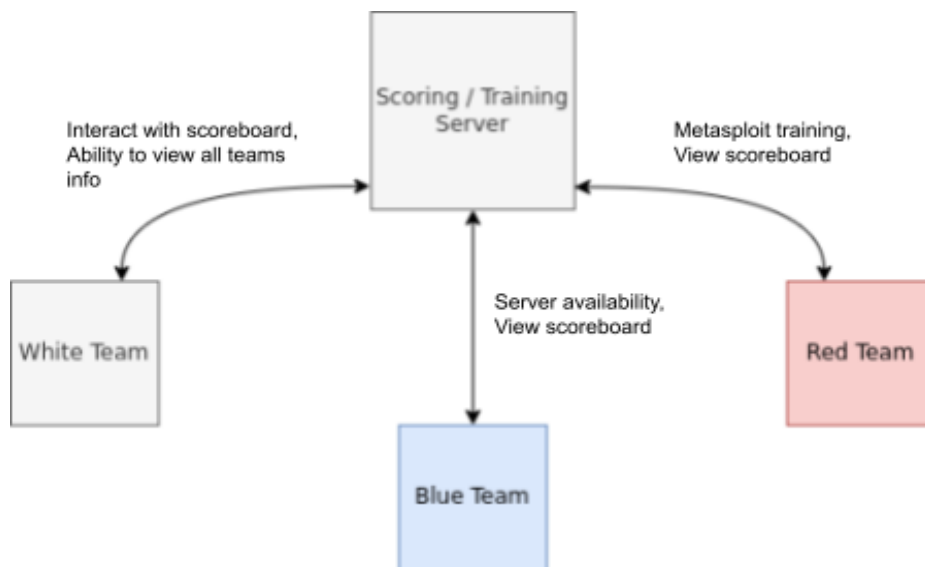 Scoring / Training
Server
Interact with scoreboard,
Ability to view all teams
info
Metasploit training,
View scoreboard
Server availability,
View scoreboard
White Team
Red Team
Blue Team